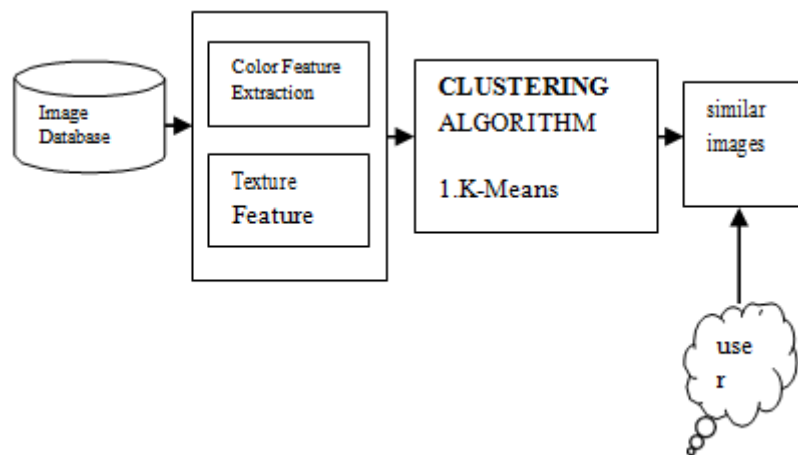 Image
Database
Color Feature
Extraction
Texture
Feature
CLUSTERING
ALGORITHM
1.K-Means
similar
images
use
r